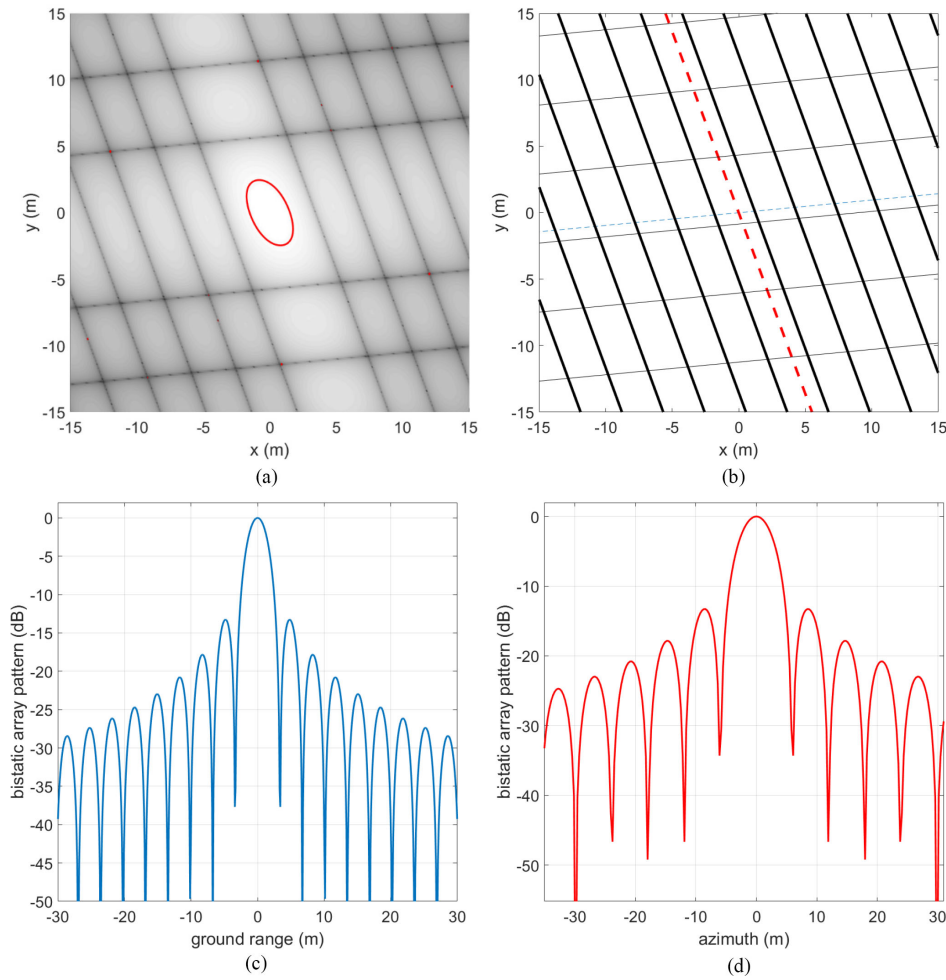 15
10
5
0
-5
-10
-15
y (m)
-15 -10 -5 0 5 10 15
x (m)
(a)
15
10
5
0
-5
-10
-15
y (m)
-15 -10 -5 0 5 10 15
x (m)
(b)
0
-5
-10
-15
-20
-25
-30
-35
-40
-45
-50
bistatic array pattern (dB)
-30 -20 -10 0 10 20 30
ground range (m)
(c)
0
-10
-20
-30
-40
-50
bistatic array pattern (dB)
-30 -20 -10 0 10 20 30
azimuth (m)
(d)